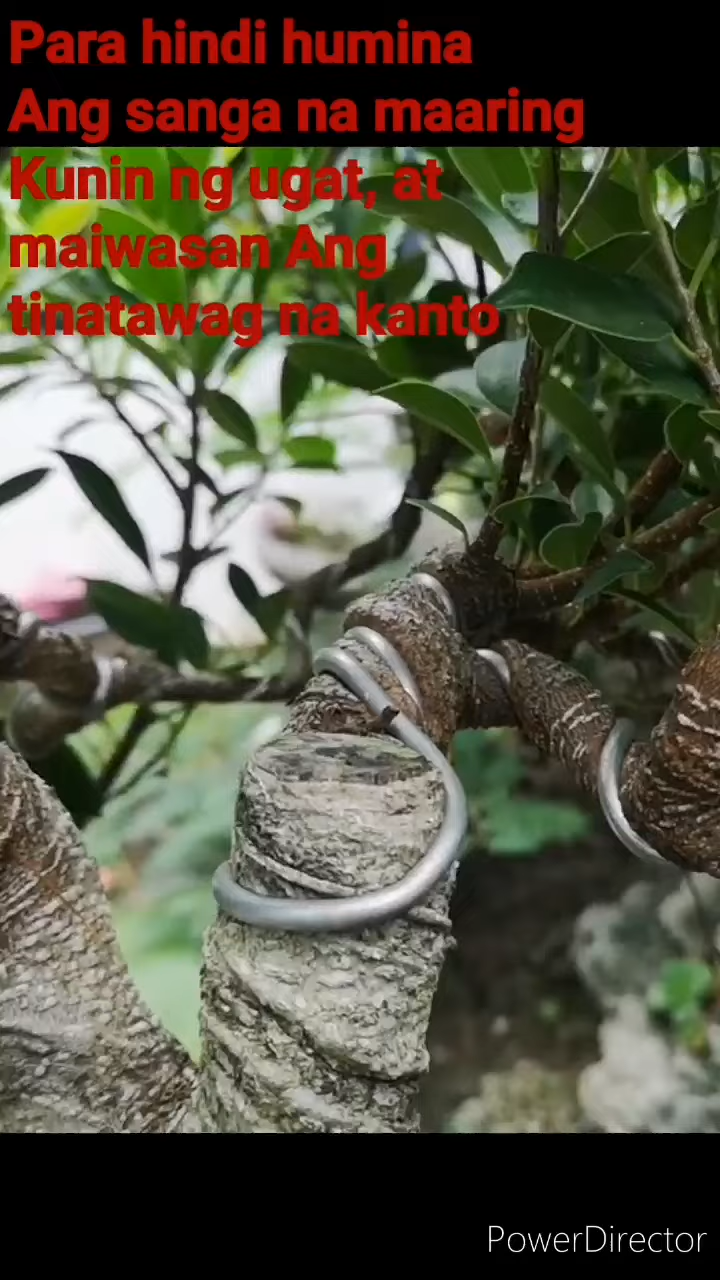 Para hindi humina
Ang sanga na maaring
Kunin ng ugat, at
maiwasan Ang
tinatawag na kanto
PowerDirector